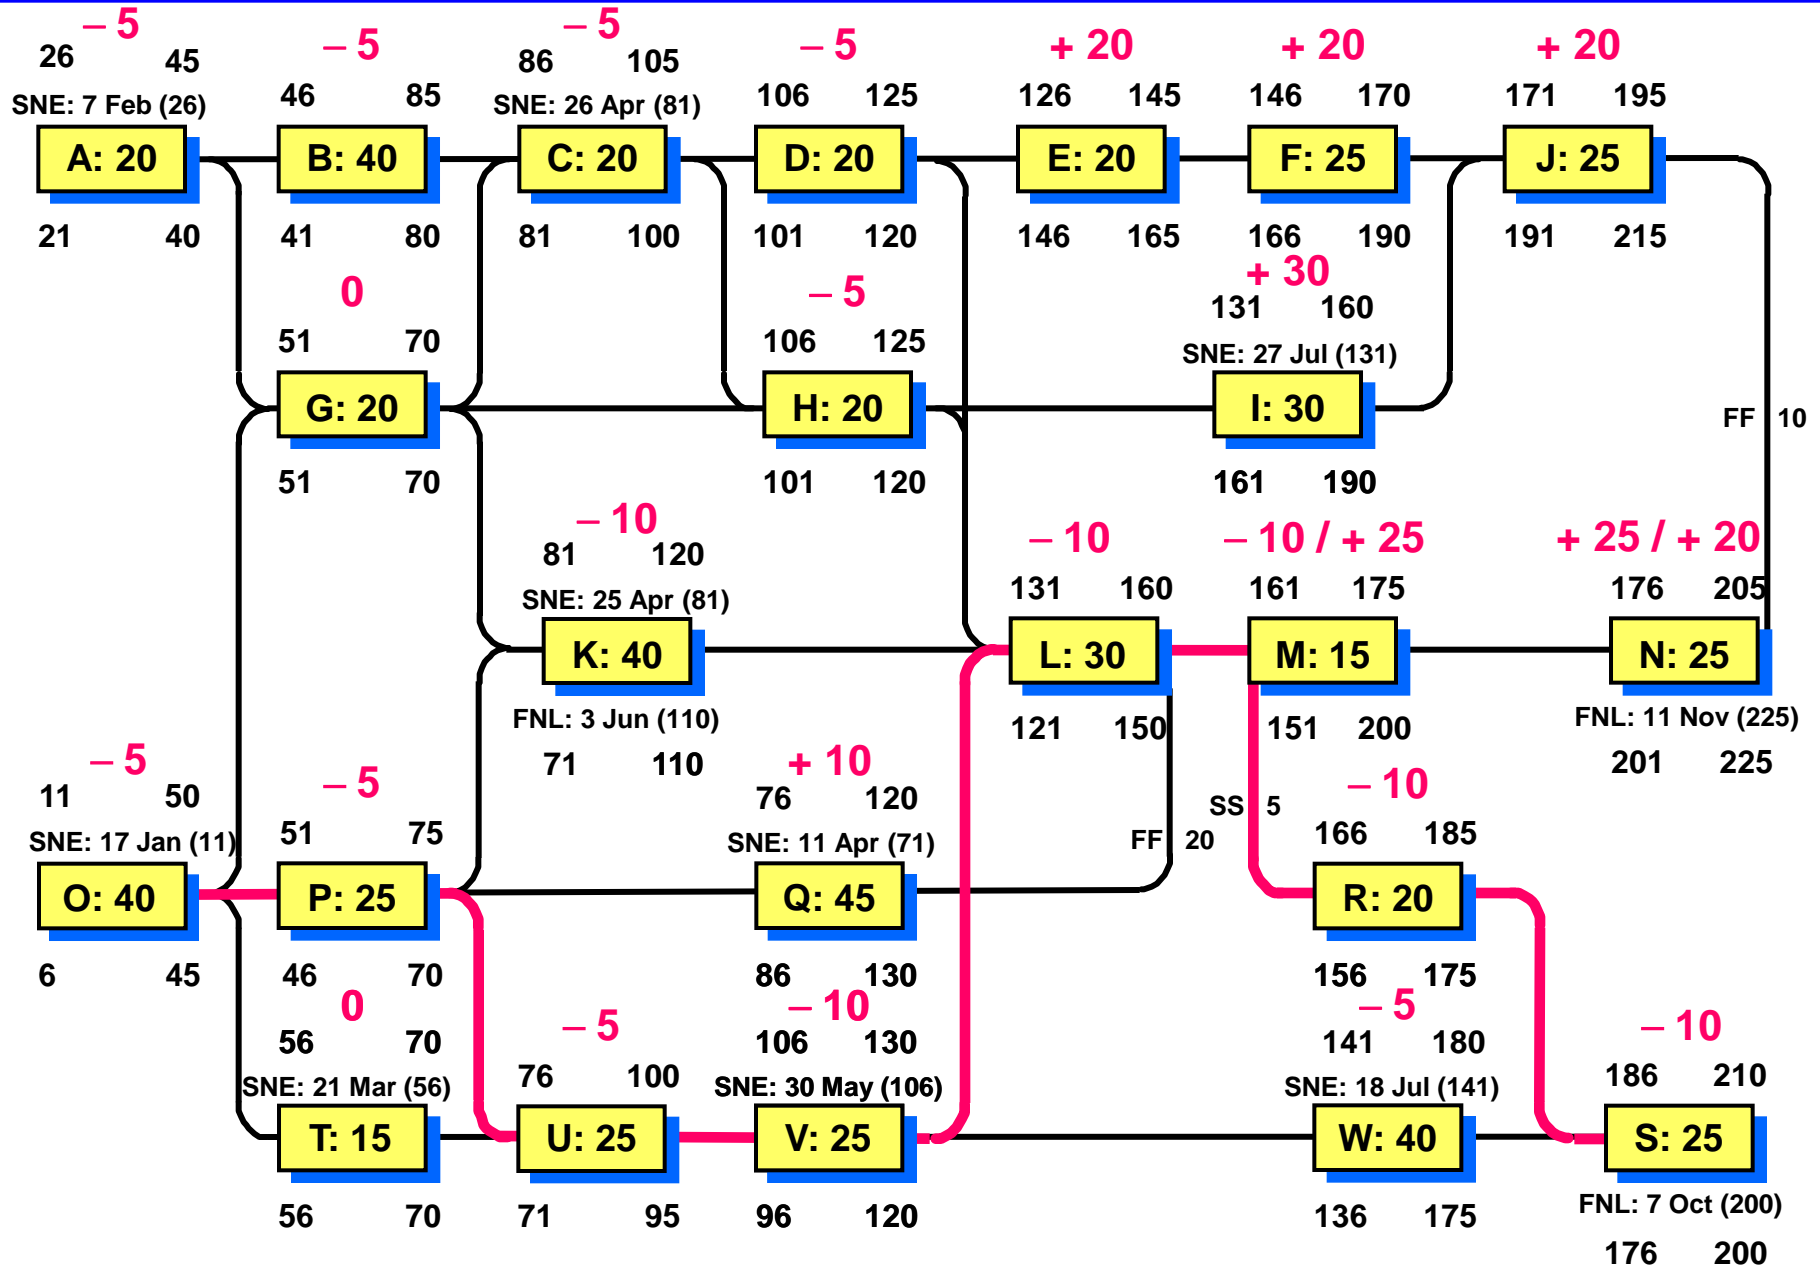 – 5 – 5 – 5 – 5 + 20 + 20 + 20
26 45 86 105
46 85 106 125 126 145 146 170 171 195
SNE: 7 Feb (26) SNE: 26 Apr (81)
A: 20 B: 40 C: 20 D: 20 E: 20 F: 25 J: 25
21 40 41 80 81 100 101 120 146 165 166 190 191 215
0 – 5 + 30
131 160
51 70 106 125
SNE: 27 Jul (131)
G: 20 H: 20 I: 30
FF 10
51 70 101 120 161 190
– 10 – 10 – 10 / + 25 + 25 / + 20
81 120 131 160 161 175 176 205
SNE: 25 Apr (81)
K: 40 L: 30 M: 15 N: 25
FNL: 3 Jun (110) FNL: 11 Nov (225)
121 150 151 200
71 110 201 225
– 5 – 5 + 10 – 10
11 50 76 120
SS 5
51 75 166 185
SNE: 17 Jan (11) SNE: 11 Apr (71) FF 20
O: 40 P: 25 Q: 45 R: 20
6 45 46 70 86 130 156 175
0 – 5 – 10 – 5 – 10
56 70 106 130 141 180
76 100 186 210
SNE: 21 Mar (56) SNE: 30 May (106) SNE: 18 Jul (141)
T: 15 U: 25 V: 25 W: 40 S: 25
FNL: 7 Oct (200)
56 70 71 95 96 120 136 175
176 200